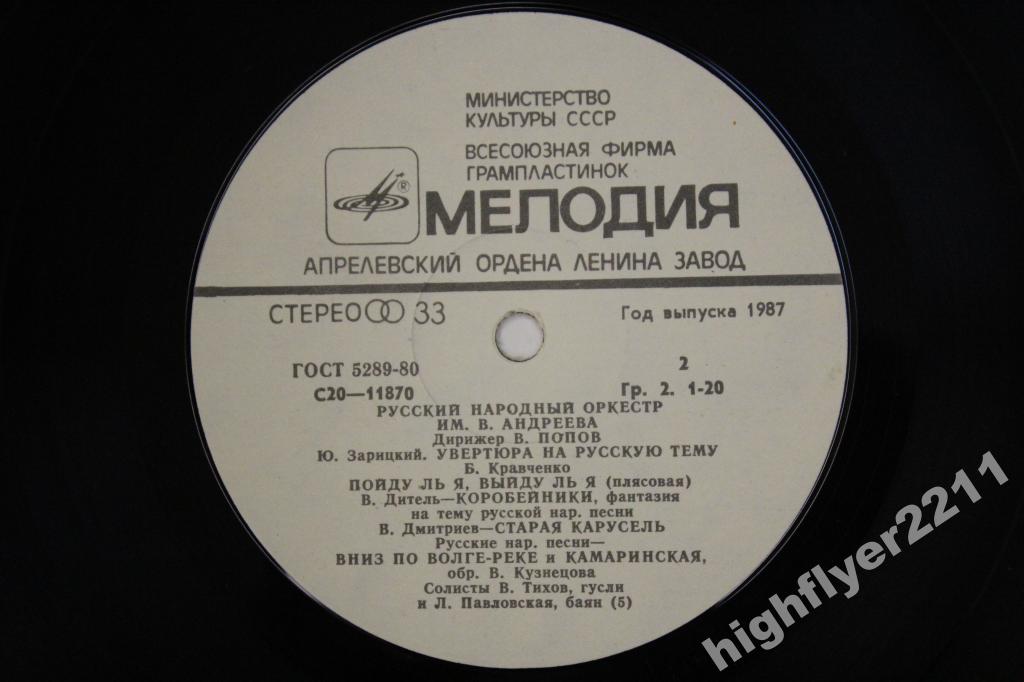 МИНИСТЕРСТВО
КУЛЬТУРЫ СССР
ВСЕСОЮЗНАЯ ФИРМА
ГРАМПЛАСТИНОК
®
МЕЛОДИЯ
АПРЕЛЕВСКИЙ ОРДЕНА ЛЕНИНА ЗАВОД
СТЕРЕО 33
Год выпуска 1987
ГОСТ 5289-80
2
С20—11870
Гр. 2. 1-20
РУССКИЙ НАРОДНЫЙ ОРКЕСТР
ИМ. В. АНДРЕЕВА
Дирижер В. ПОПОВ
Ю. Зарицкий. УВЕРТЮРА НА РУССКУЮ ТЕМУ
Б. Кравченко
ПОЙДУ ЛЬ Я, ВЫЙДУ ЛЬ Я (плясовая)
В. Дитель—КОРОБЕЙНИКИ, фантазия
на тему русской нар. песни
В. Дмитриев—СТАРАЯ КАРУСЕЛЬ
Русские нар. песни—
ВНИЗ ПО ВОЛГЕ-РЕКЕ и КАМАРИНСКАЯ,
обр. В. Кузнецова
Солисты В. Тихов, гусли
и Л. Павловская, баян (5)
highflyer2211